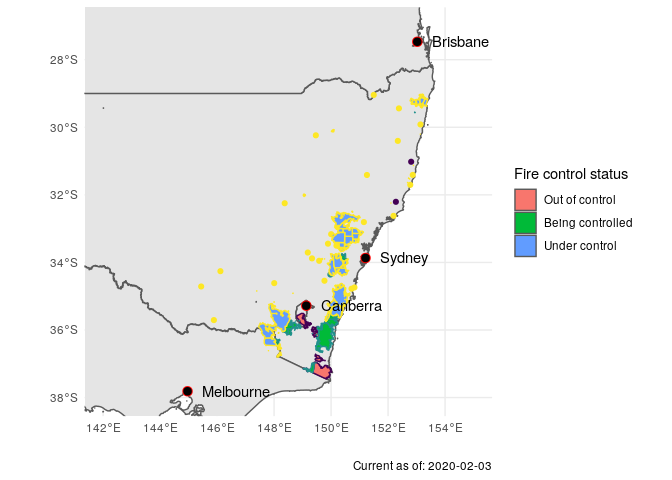 Brisbane
28°S
30°S
32°S
34°S
36°S
38°S
Sydney
Canberra
Melbourne
142°E 144°E 146°E 148°E 150°E 152°E 154°E
Fire control status
Out of control
Being controlled
Under control
Current as of: 2020-02-03